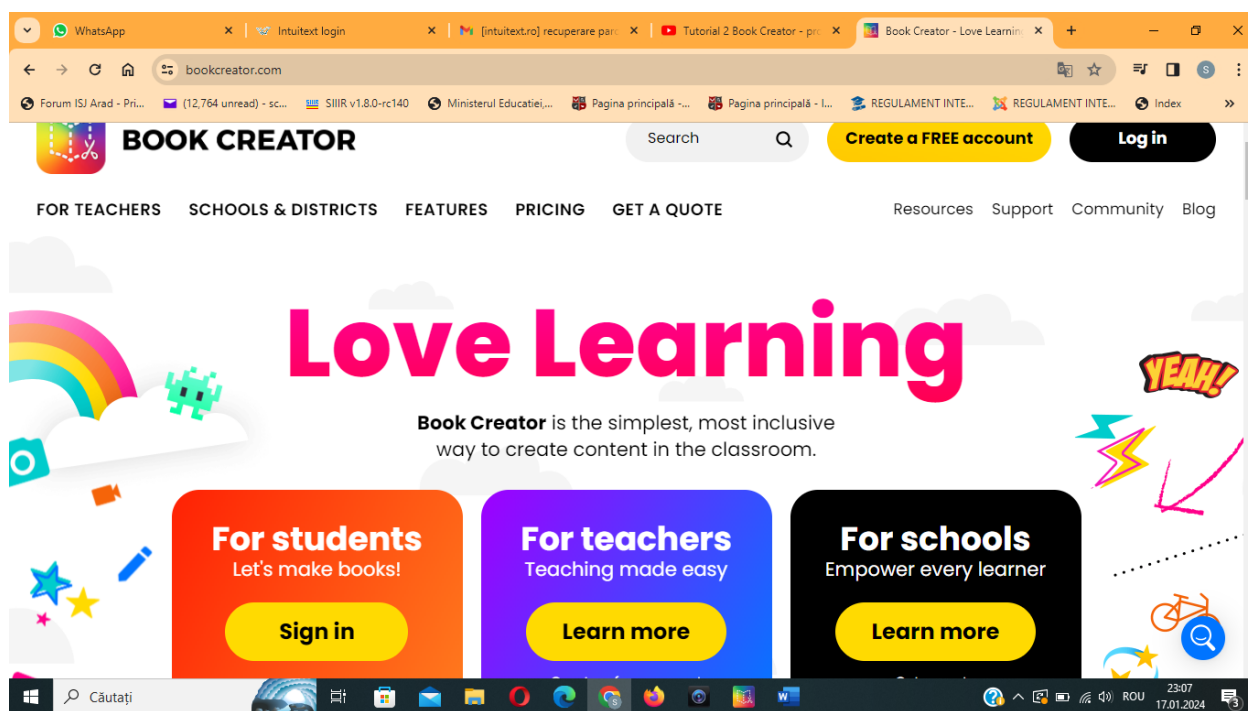 WhatsApp
Intuitext login
[intuitext.ro] recuperare parc
Tutorial 2 Book Creator - pro
Book Creator - Love Learning
bookcreator.com
Forum ISJ Arad - Pri...
(12,764 unread) - sc...
SIIIR v1.8.0-rc140
Ministerul Educatiei,...
Pagina principală -...
Pagina principală - I...
REGULAMENT INTE...
REGULAMENT INTE...
Index
BOOK CREATOR
Search
Create a FREE account
Log in
FOR TEACHERS
SCHOOLS & DISTRICTS
FEATURES
PRICING
GET A QUOTE
Resources
Support
Community
Blog
Love Learning
YEAH!
Book Creator is the simplest, most inclusive
way to create content in the classroom.
For students
Let's make books!
Sign in
For teachers
Teaching made easy
Learn more
For schools
Empower every learner
Learn more
Căutați
ROU
23:07
17.01.2024
3